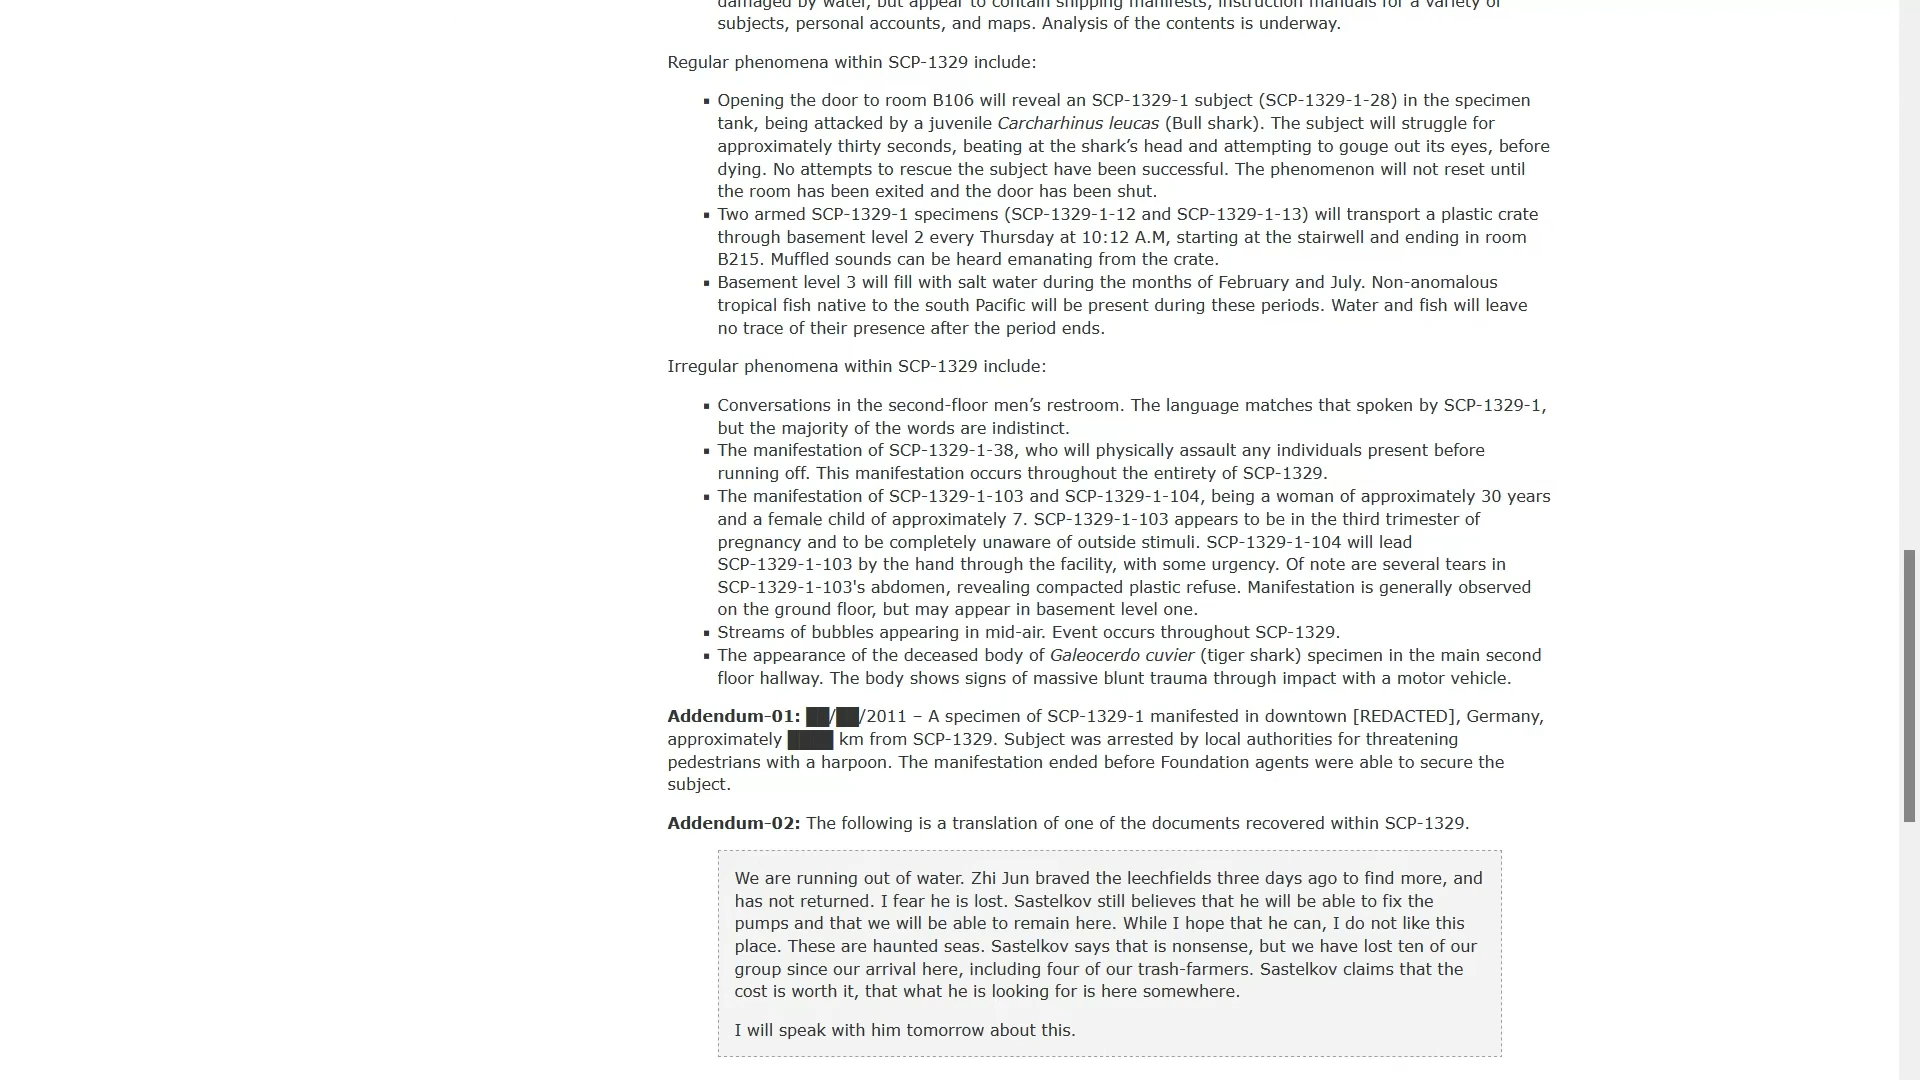 damaged by water, but appear to contain shipping manifests, instruction manuals for a variety of
subjects, personal accounts, and maps. Analysis of the contents is underway.
Regular phenomena within SCP-1329 include:
▪ Opening the door to room B106 will reveal an SCP-1329-1 subject (SCP-1329-1-28) in the specimen
tank, being attacked by a juvenile Carcharhinus leucas (Bull shark). The subject will struggle for
approximately thirty seconds, beating at the shark’s head and attempting to gouge out its eyes, before
dying. No attempts to rescue the subject have been successful. The phenomenon will not reset until
the room has been exited and the door has been shut.
▪ Two armed SCP-1329-1 specimens (SCP-1329-1-12 and SCP-1329-1-13) will transport a plastic crate
through basement level 2 every Thursday at 10:12 A.M, starting at the stairwell and ending in room
B215. Muffled sounds can be heard emanating from the crate.
▪ Basement level 3 will fill with salt water during the months of February and July. Non-anomalous
tropical fish native to the south Pacific will be present during these periods. Water and fish will leave
no trace of their presence after the period ends.
Irregular phenomena within SCP-1329 include:
▪ Conversations in the second-floor men’s restroom. The language matches that spoken by SCP-1329-1,
but the majority of the words are indistinct.
▪ The manifestation of SCP-1329-1-38, who will physically assault any individuals present before
running off. This manifestation occurs throughout the entirety of SCP-1329.
▪ The manifestation of SCP-1329-1-103 and SCP-1329-1-104, being a woman of approximately 30 years
and a female child of approximately 7. SCP-1329-1-103 appears to be in the third trimester of
pregnancy and to be completely unaware of outside stimuli. SCP-1329-1-104 will lead
SCP-1329-1-103 by the hand through the facility, with some urgency. Of note are several tears in
SCP-1329-1-103's abdomen, revealing compacted plastic refuse. Manifestation is generally observed
on the ground floor, but may appear in basement level one.
▪ Streams of bubbles appearing in mid-air. Event occurs throughout SCP-1329.
▪ The appearance of the deceased body of Galeocerdo cuvier (tiger shark) specimen in the main second
floor hallway. The body shows signs of massive blunt trauma through impact with a motor vehicle.
Addendum-01: ██/██/2011 – A specimen of SCP-1329-1 manifested in downtown [REDACTED], Germany,
approximately ████ km from SCP-1329. Subject was arrested by local authorities for threatening
pedestrians with a harpoon. The manifestation ended before Foundation agents were able to secure the
subject.
Addendum-02: The following is a translation of one of the documents recovered within SCP-1329.
We are running out of water. Zhi Jun braved the leechfields three days ago to find more, and
has not returned. I fear he is lost. Sastelkov still believes that he will be able to fix the
pumps and that we will be able to remain here. While I hope that he can, I do not like this
place. These are haunted seas. Sastelkov says that is nonsense, but we have lost ten of our
group since our arrival here, including four of our trash-farmers. Sastelkov claims that the
cost is worth it, that what he is looking for is here somewhere.
I will speak with him tomorrow about this.